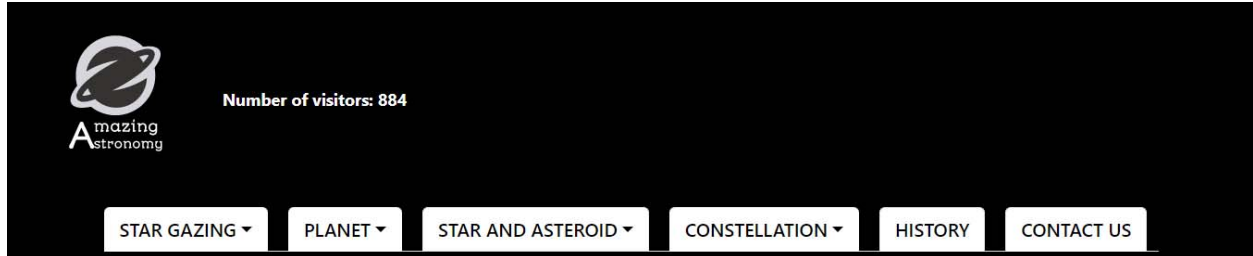 Amazing
Astronomy
Number of visitors: 884
STAR GAZING
PLANET
STAR AND ASTEROID
CONSTELLATION
HISTORY
CONTACT US